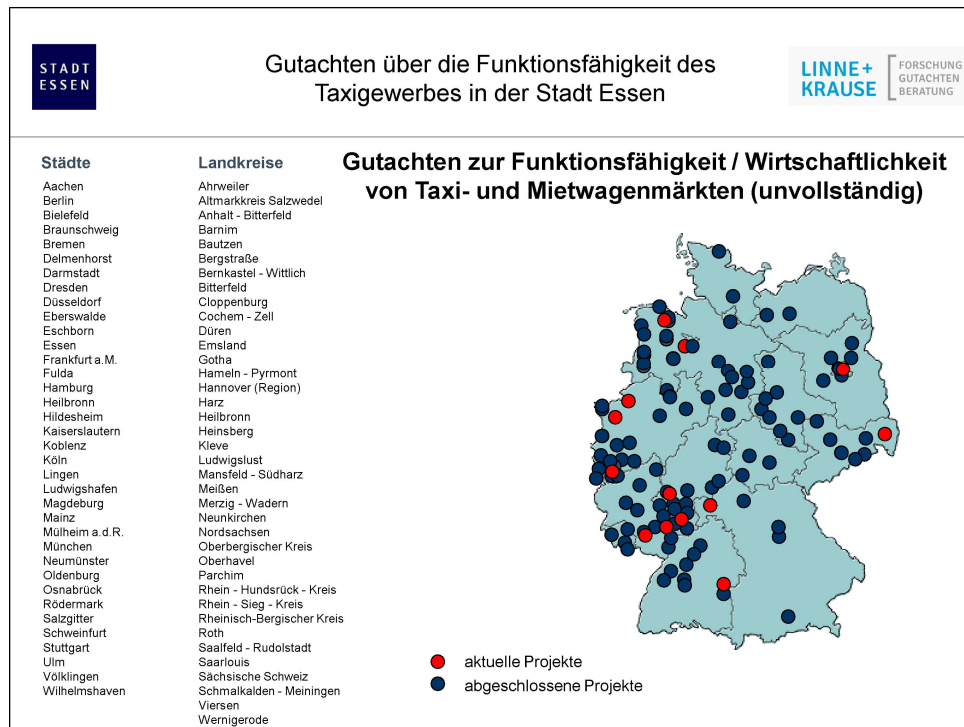 STADT
ESSEN
Gutachten über die Funktionsfähigkeit des
Taxigewerbes in der Stadt Essen
LINNE+
KRAUSE
FORSCHUNG
GUTACHTEN
BERATUNG
Gutachten zur Funktionsfähigkeit / Wirtschaftlichkeit
von Taxi- und Mietwagenmärkten (unvollständig)
Städte
Aachen
Berlin
Bielefeld
Braunschweig
Bremen
Delmenhorst
Darmstadt
Dresden
Düsseldorf
Eberswalde
Eschborn
Essen
Frankfurt a.M.
Fulda
Hamburg
Heilbronn
Hildesheim
Kaiserslautern
Koblenz
Köln
Lingen
Ludwigshafen
Magdeburg
Mainz
Mülheim a.d.R.
München
Neumünster
Oldenburg
Osnabrück
Rödermark
Salzgitter
Schweinfurt
Stuttgart
Ulm
Völklingen
Wilhelmshaven
Landkreise
Ahrweiler
Altmarkkreis Salzwedel
Anhalt - Bitterfeld
Barnim
Bautzen
Bergstraße
Bernkastel - Wittlich
Bitterfeld
Cloppenburg
Cochem - Zell
Düren
Emsland
Gotha
Hameln - Pyrmont
Hannover (Region)
Harz
Heilbronn
Heinsberg
Kleve
Ludwigslust
Mansfeld - Südharz
Meißen
Merzig - Wadern
Neunkirchen
Nordsachsen
Oberbergischer Kreis
Oberhavel
Parchim
Rhein - Hundsrück - Kreis
Rhein - Sieg - Kreis
Rheinisch-Bergischer Kreis
Roth
Saalfeld - Rudolstadt
Saarlouis
Sächsische Schweiz
Schmalkalden - Meiningen
Viersen
Wernigerode
aktuelle Projekte
abgeschlossene Projekte